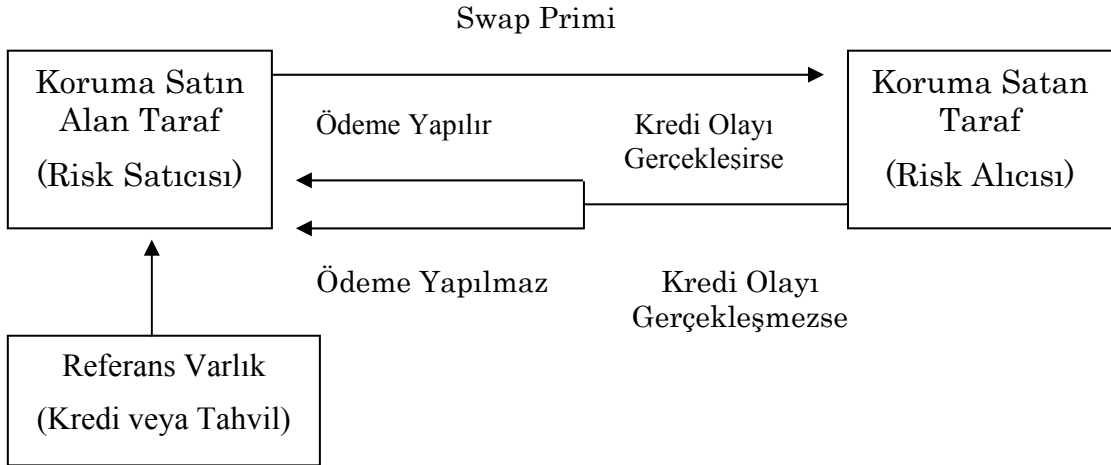 Swap Primi
Koruma Satın
Alan Taraf
(Risk Satıcısı)
Ödeme Yapılır
Kredi Olayı
Gerçekleşirse
Koruma Satan
Taraf
(Risk Alıcısı)
Ödeme Yapılmaz
Kredi Olayı
Gerçekleşmezse
Referans Varlık
(Kredi veya Tahvil)